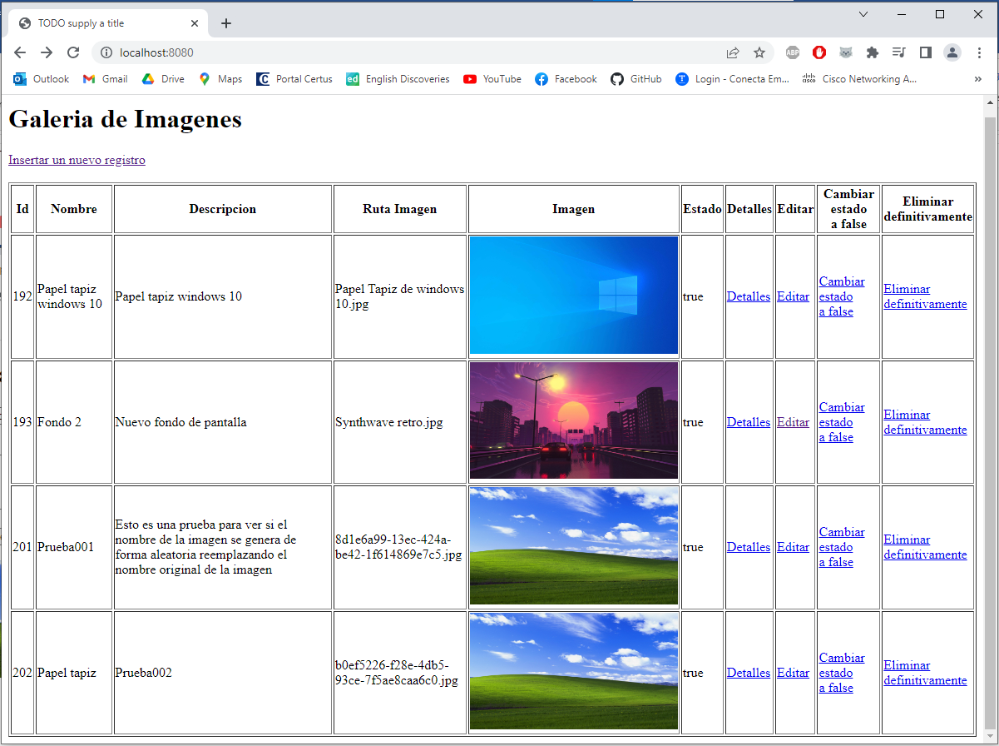 TODO supply a title
localhost:8080
ABP
Outlook Gmail Drive Maps Portal Certus English Discoveries YouTube Facebook GitHub Login - Conecta Em... Cisco Networking A... »
Galeria de Imagenes
Insertar un nuevo registro
Id Nombre Descripcion Ruta Imagen Imagen Estado Detalles Editar Cambiar
estado
a false Eliminar
definitivamente
192 Papel tapiz
windows 10 Papel tapiz windows 10 Papel Tapiz de windows
10.jpg true Detalles Editar Cambiar
estado
a false Eliminar
definitivamente
193 Fondo 2 Nuevo fondo de pantalla Synthwave retro.jpg true Detalles Editar Cambiar
estado
a false Eliminar
definitivamente
201 Prueba001 Esto es una prueba para ver si el
nombre de la imagen se genera de
forma aleatoria reemplazando el
nombre original de la imagen 8d1e6a99-13ec-424a-
be42-1f614869e7c5.jpg true Detalles Editar Cambiar
estado
a false Eliminar
definitivamente
202 Papel tapiz Prueba002 b0ef5226-f28e-4db5-
93ce-7f5ae8caa6c0.jpg true Detalles Editar Cambiar
estado
a false Eliminar
definitivamente